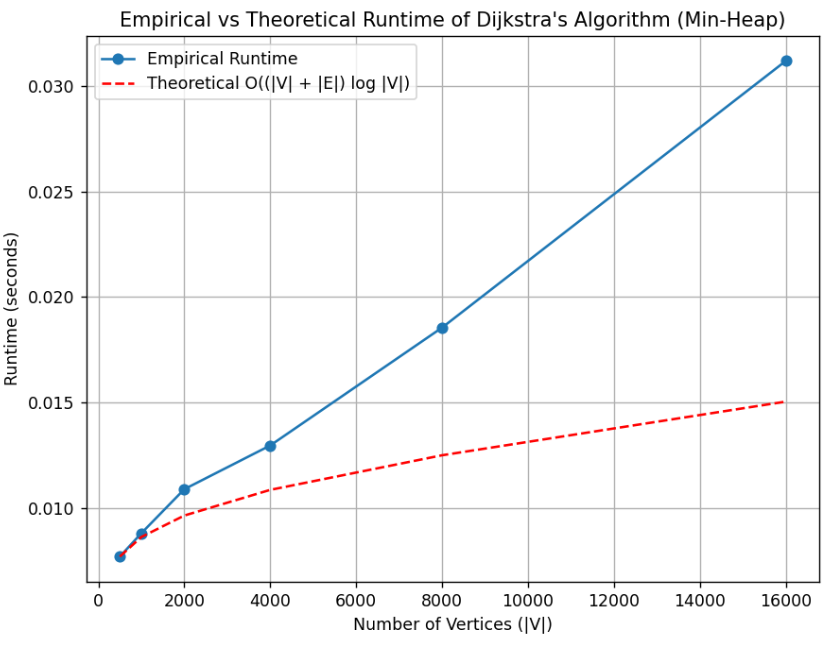 Empirical vs Theoretical Runtime of Dijkstra's Algorithm (Min-Heap)
Empirical Runtime
Theoretical O((|V| + |E|) log |V|)
Runtime (seconds)
0.030
0.025
0.020
0.015
0.010
0 2000 4000 6000 8000 10000 12000 14000 16000
Number of Vertices (|V|)